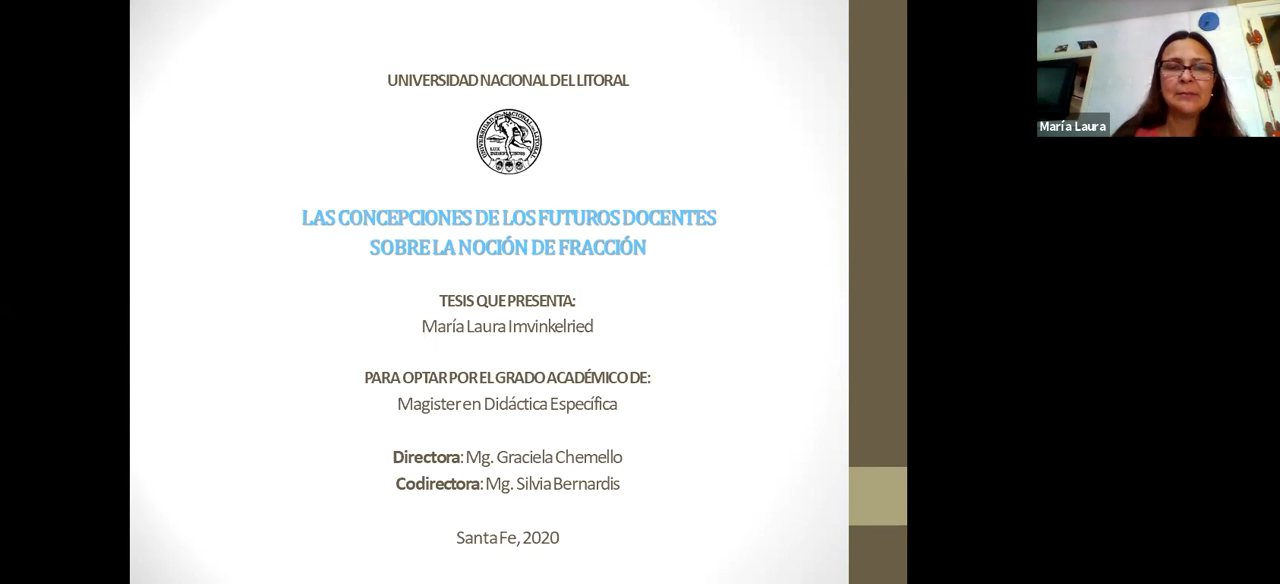 UNIVERSIDAD NACIONAL DEL LITORAL
LAS CONCEPCIONES DE LOS FUTUROS DOCENTES
SOBRE LA NOCIÓN DE FRACCIÓN
TESIS QUE PRESENTA:
María Laura Imvinkelried
PARA OPTAR POR EL GRADO ACADÉMICO DE:
Magister en Didáctica Específica
Directora: Mg. Graciela Chemello
Codirectora: Mg. Silvia Bernardis
Santa Fe, 2020
María Laura